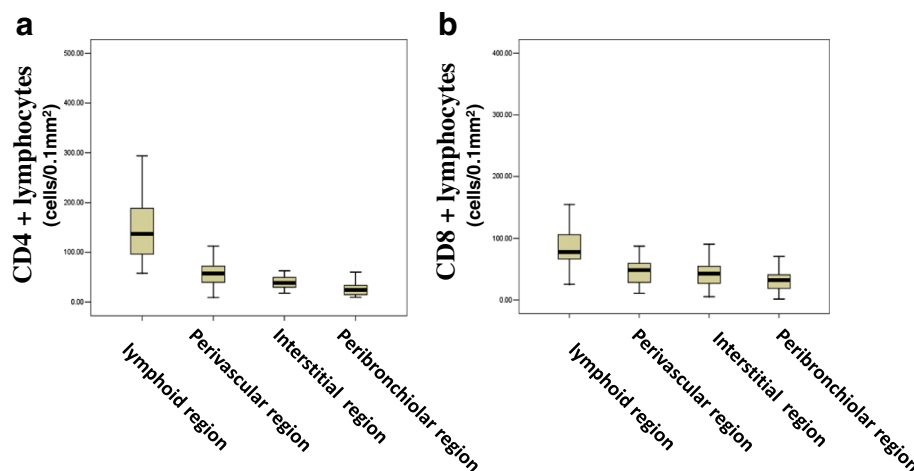 a
CD4 + lymphocytes
(cells/0.1mm²)
500.00
400.00
300.00
200.00
100.00
0.00
lymphoid region
Perivascular region
Interstitial region
Peribronchiolar region
b
CD8 + lymphocytes
(cells/0.1mm²)
400.00
300.00
200.00
100.00
0.00
lymphoid region
Perivascular region
Interstitial region
Peribronchiolar region